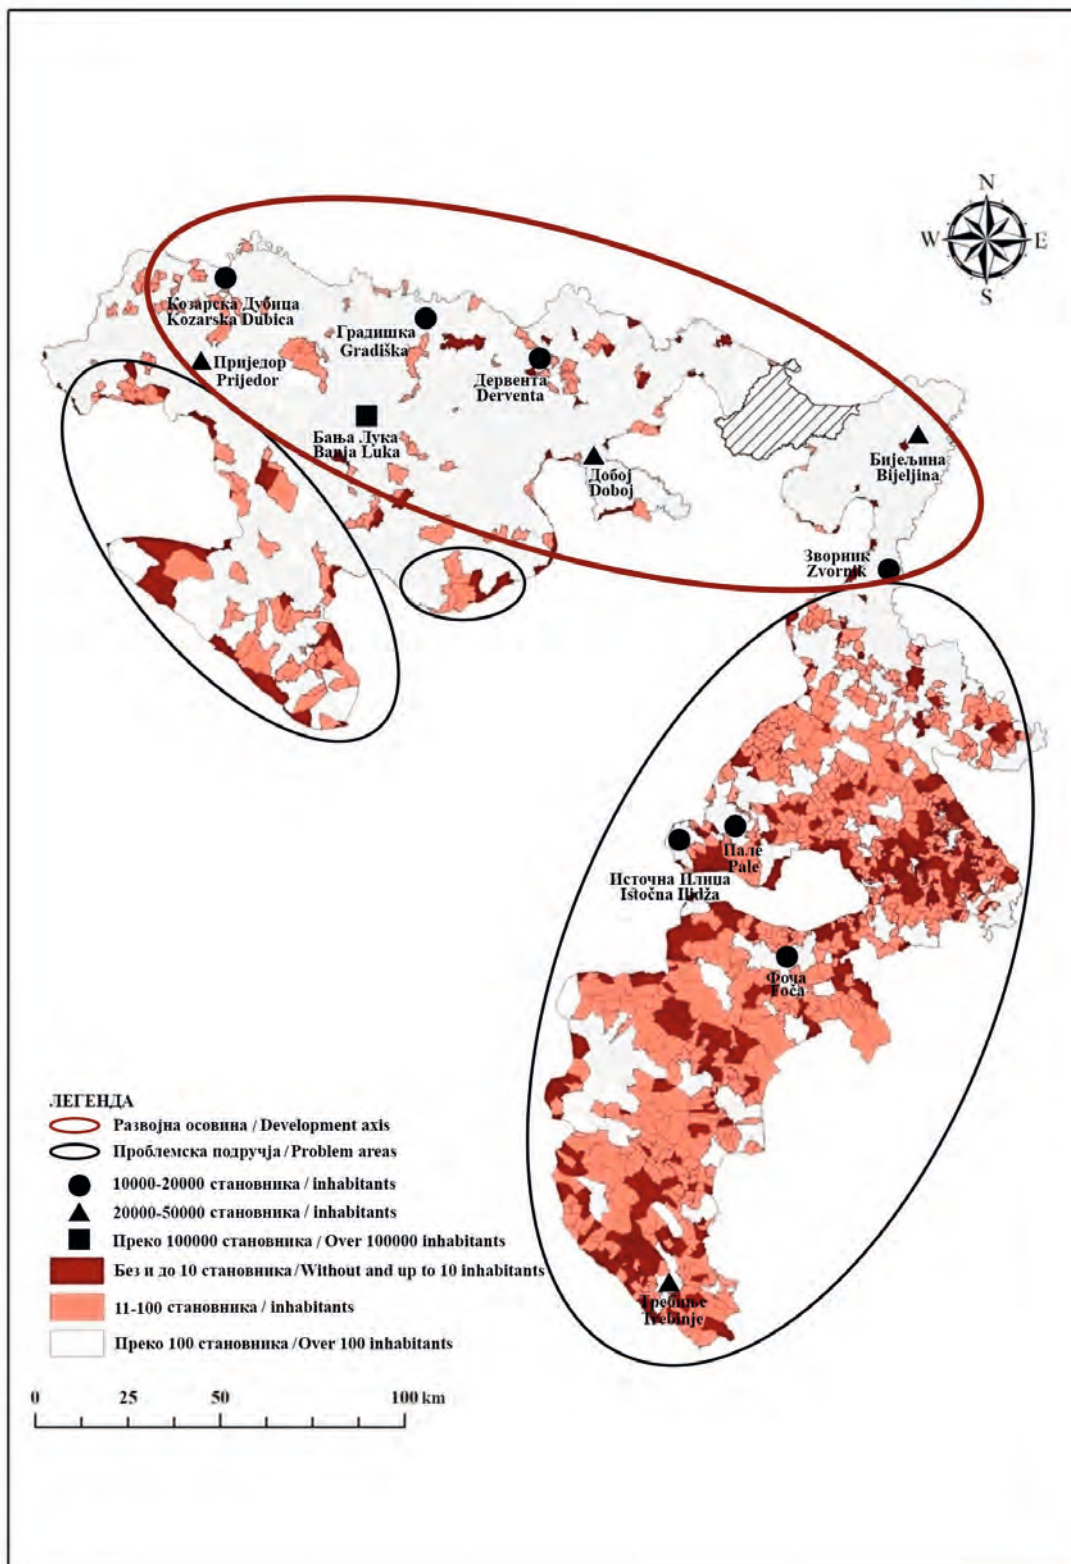 N
W E
S
Козарска Дубица
Kozarska Dubica
Градишка
Gradiška
Приједор
Prijedor
Дервента
Derventa
Бања Лука
Banja Luka
Добој
Doboj
Бијељина
Bijeljina
Зворник
Zvornik
Пале
Pale
Источна Илиџа
Istočna Ilidža
Фоча
Foča
Требиње
Trebinje
ЛЕГЕНДА
Развојна осовина / Development axis
Проблемска подручја / Problem areas
10000-20000 становника / inhabitants
20000-50000 становника / inhabitants
Преко 100000 становника / Over 100000 inhabitants
Без и до 10 становника / Without and up to 10 inhabitants
11-100 становника / inhabitants
Преко 100 становника / Over 100 inhabitants
0 25 50 100 km